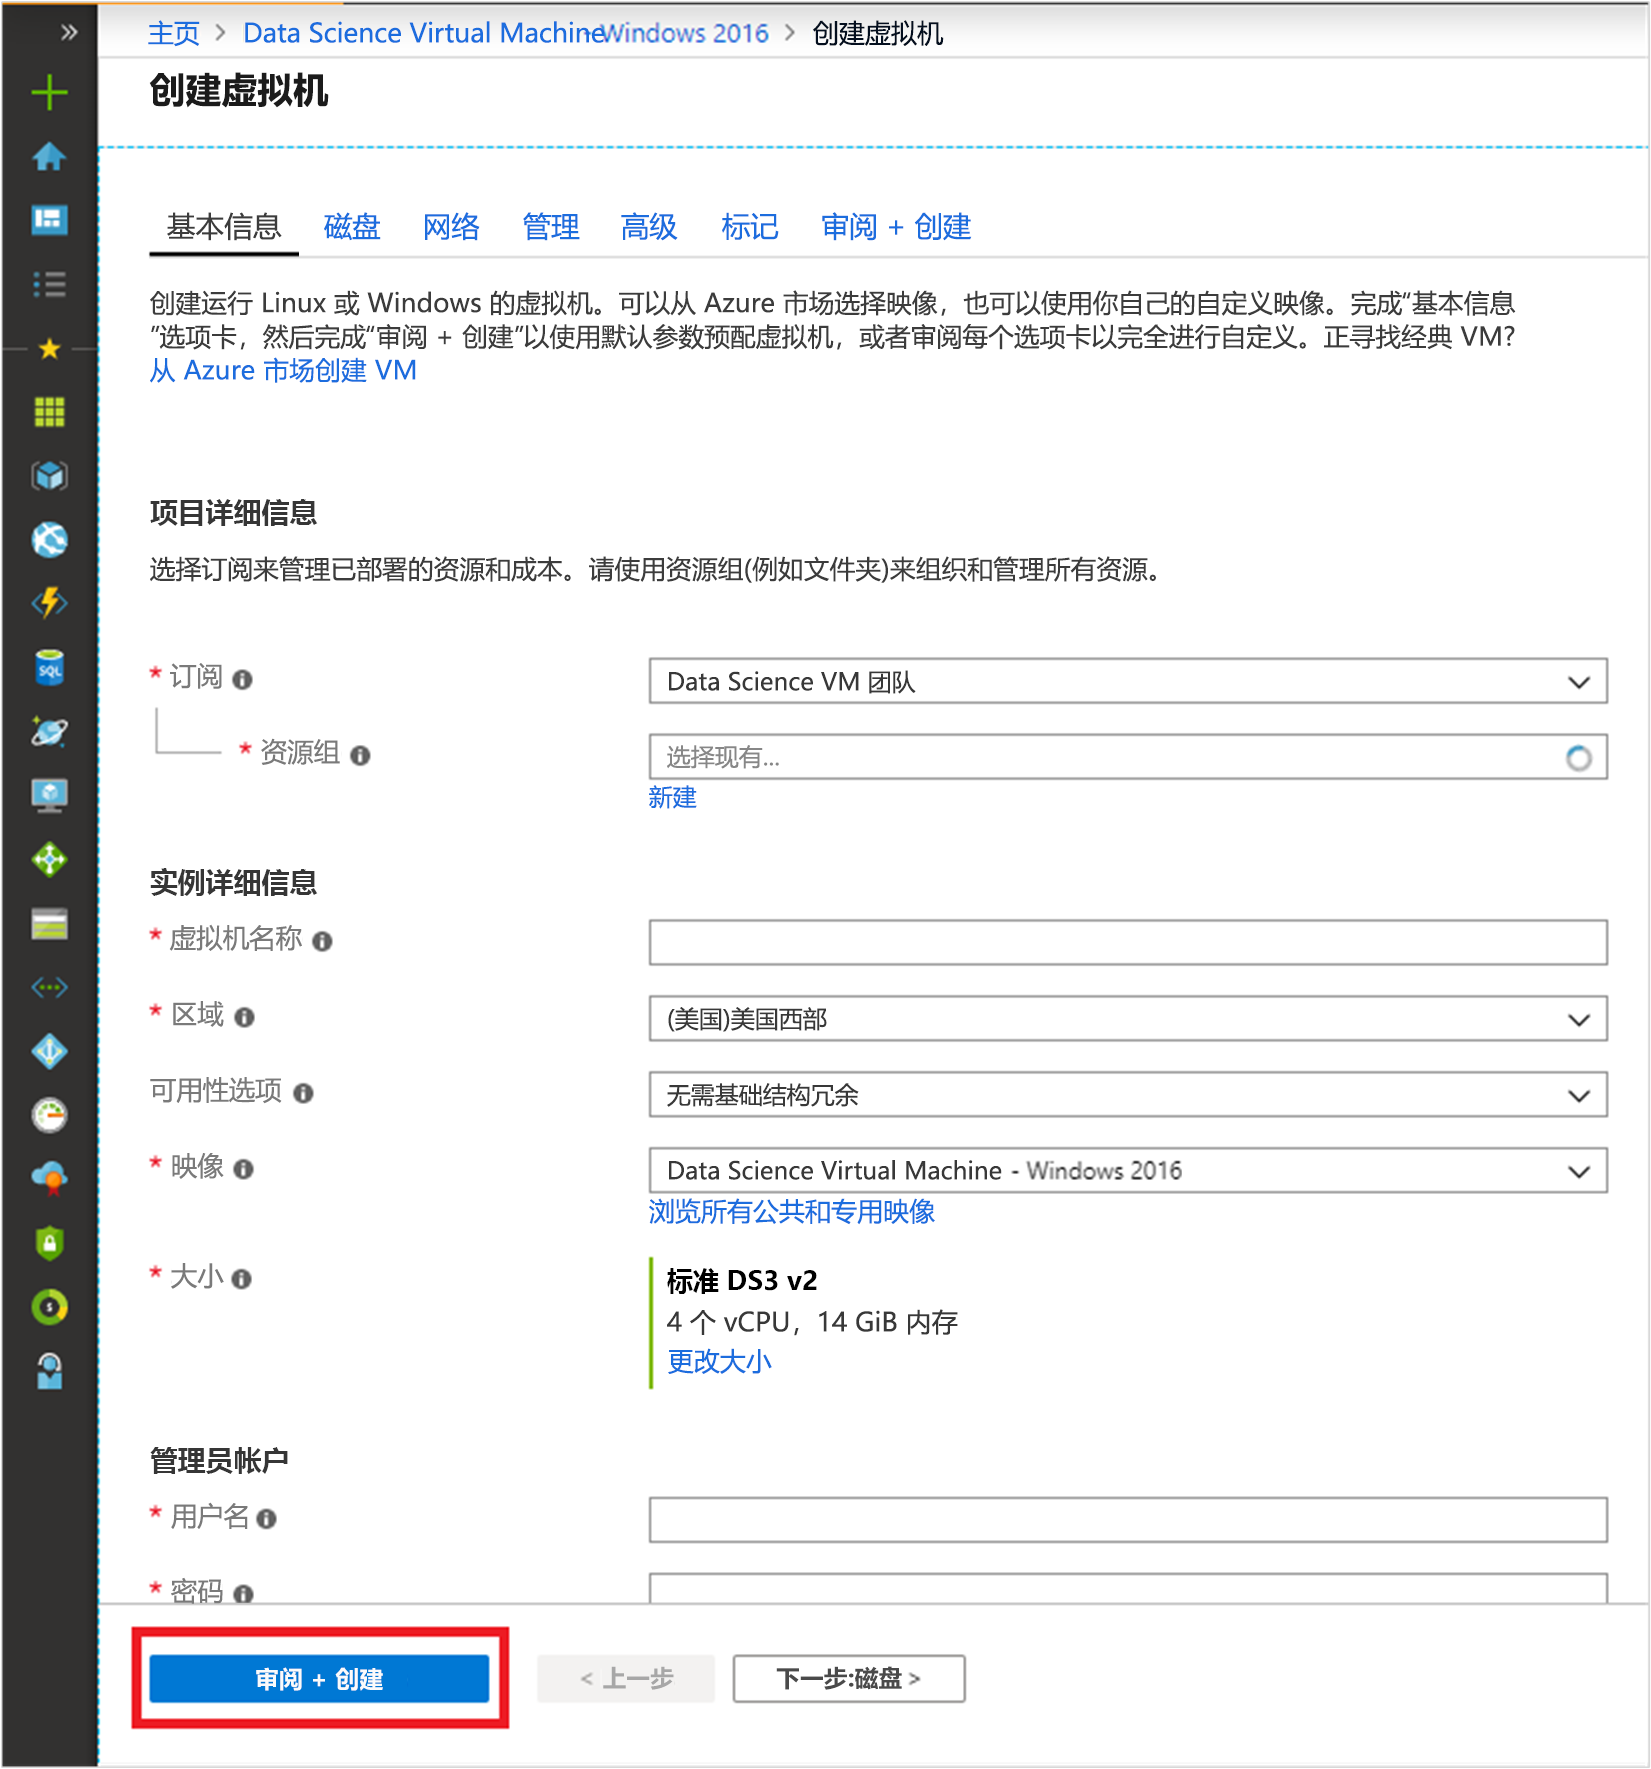 主页 > Data Science Virtual Machine - Windows 2016 > 创建虚拟机
创建虚拟机
基本信息 磁盘 网络 管理 高级 标记 审阅 + 创建
创建运行 Linux 或 Windows 的虚拟机。可以从 Azure 市场选择映像，也可以使用你自己的自定义映像。完成“基本信息
”选项卡，然后完成“审阅 + 创建”以使用默认参数预配虚拟机，或者审阅每个选项卡以完全进行自定义。正寻找经典 VM?
从 Azure 市场创建 VM
项目详细信息
选择订阅来管理已部署的资源和成本。请使用资源组(例如文件夹)来组织和管理所有资源。
* 订阅 Data Science VM 团队
* 资源组 选择现有...
新建
实例详细信息
* 虚拟机名称
* 区域 (美国)美国西部
可用性选项 无需基础结构冗余
* 映像 Data Science Virtual Machine - Windows 2016
浏览所有公共和专用映像
* 大小 标准 DS3 v2
4 个 vCPU，14 GiB 内存
更改大小
管理员帐户
* 用户名
* 密码
审阅 + 创建 < 上一步 下一步:磁盘 >
SQL